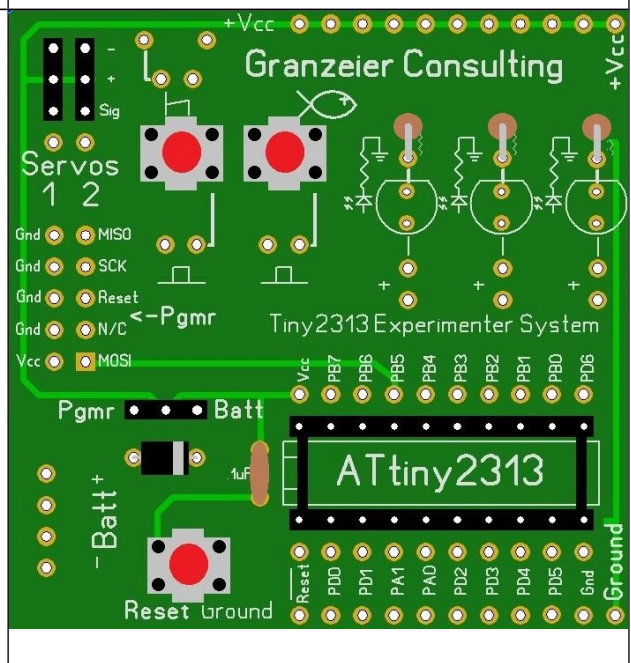 +Vcc
Granzeier Consulting
+Vcc
-
+
Sig
Servos
1 2
Gnd MISO
Gnd SCK
Gnd Reset
Gnd N/C
Vcc MOSI
<-Pgmr
+ + +
Tiny2313 Experimenter System
Vcc PB7 PB6 PB5 PB4 PB3 PB2 PB1 PB0 PD6
Pgmr Batt
.1uF
ATtiny2313
- Batt +
Reset PD0 PD1 PA1 PA0 PD2 PD3 PD4 PD5 Gnd
Ground
Reset Ground